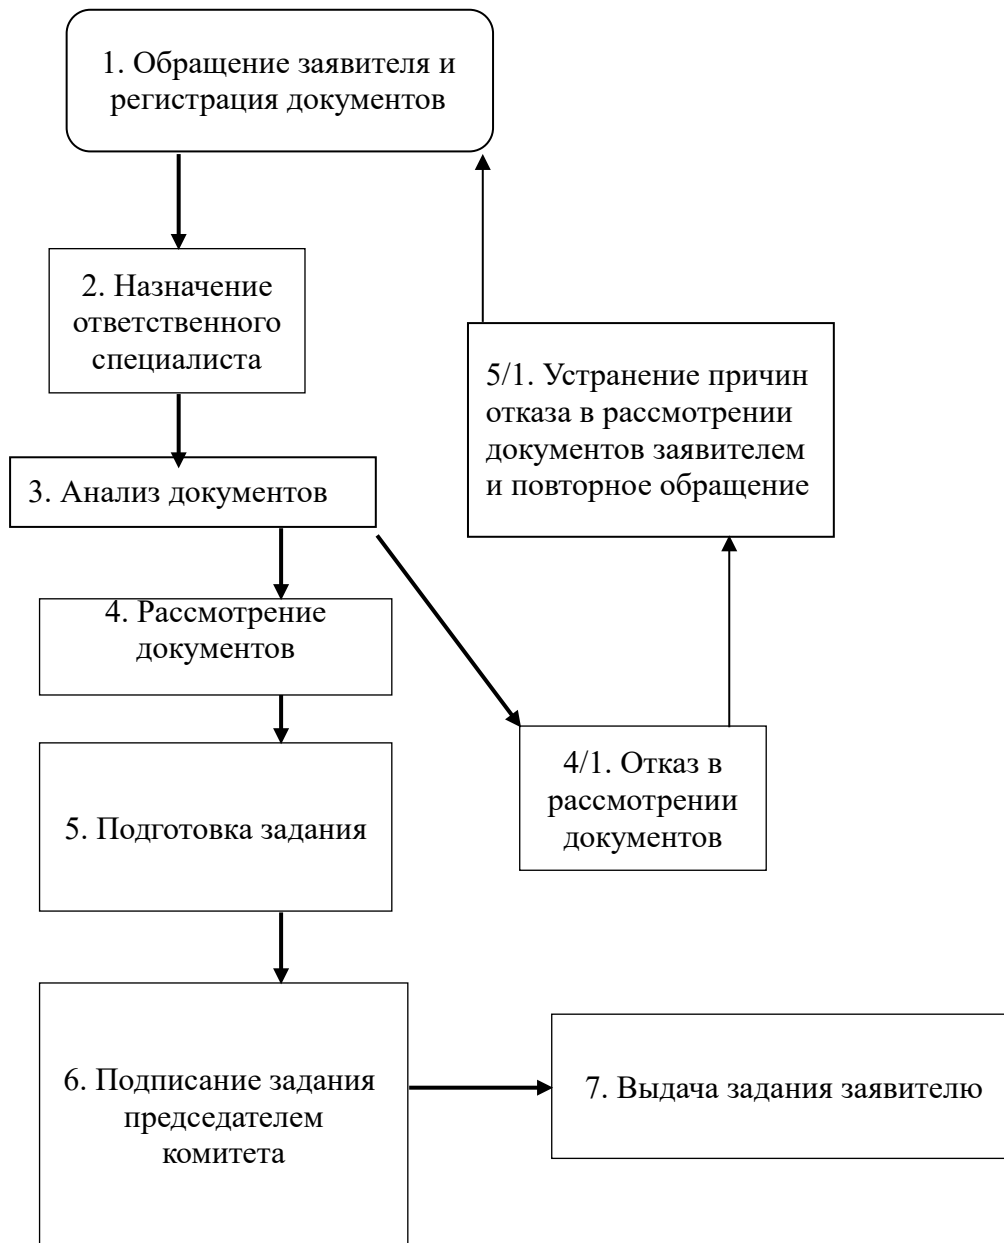 1. Обращение заявителя и
регистрация документов
2. Назначение
ответственного
специалиста
5/1. Устранение причин
отказа в рассмотрении
документов заявителем
и повторное обращение
3. Анализ документов
4. Рассмотрение
документов
4/1. Отказ в
рассмотрении
документов
5. Подготовка задания
6. Подписание задания
председателем
комитета
7. Выдача задания заявителю